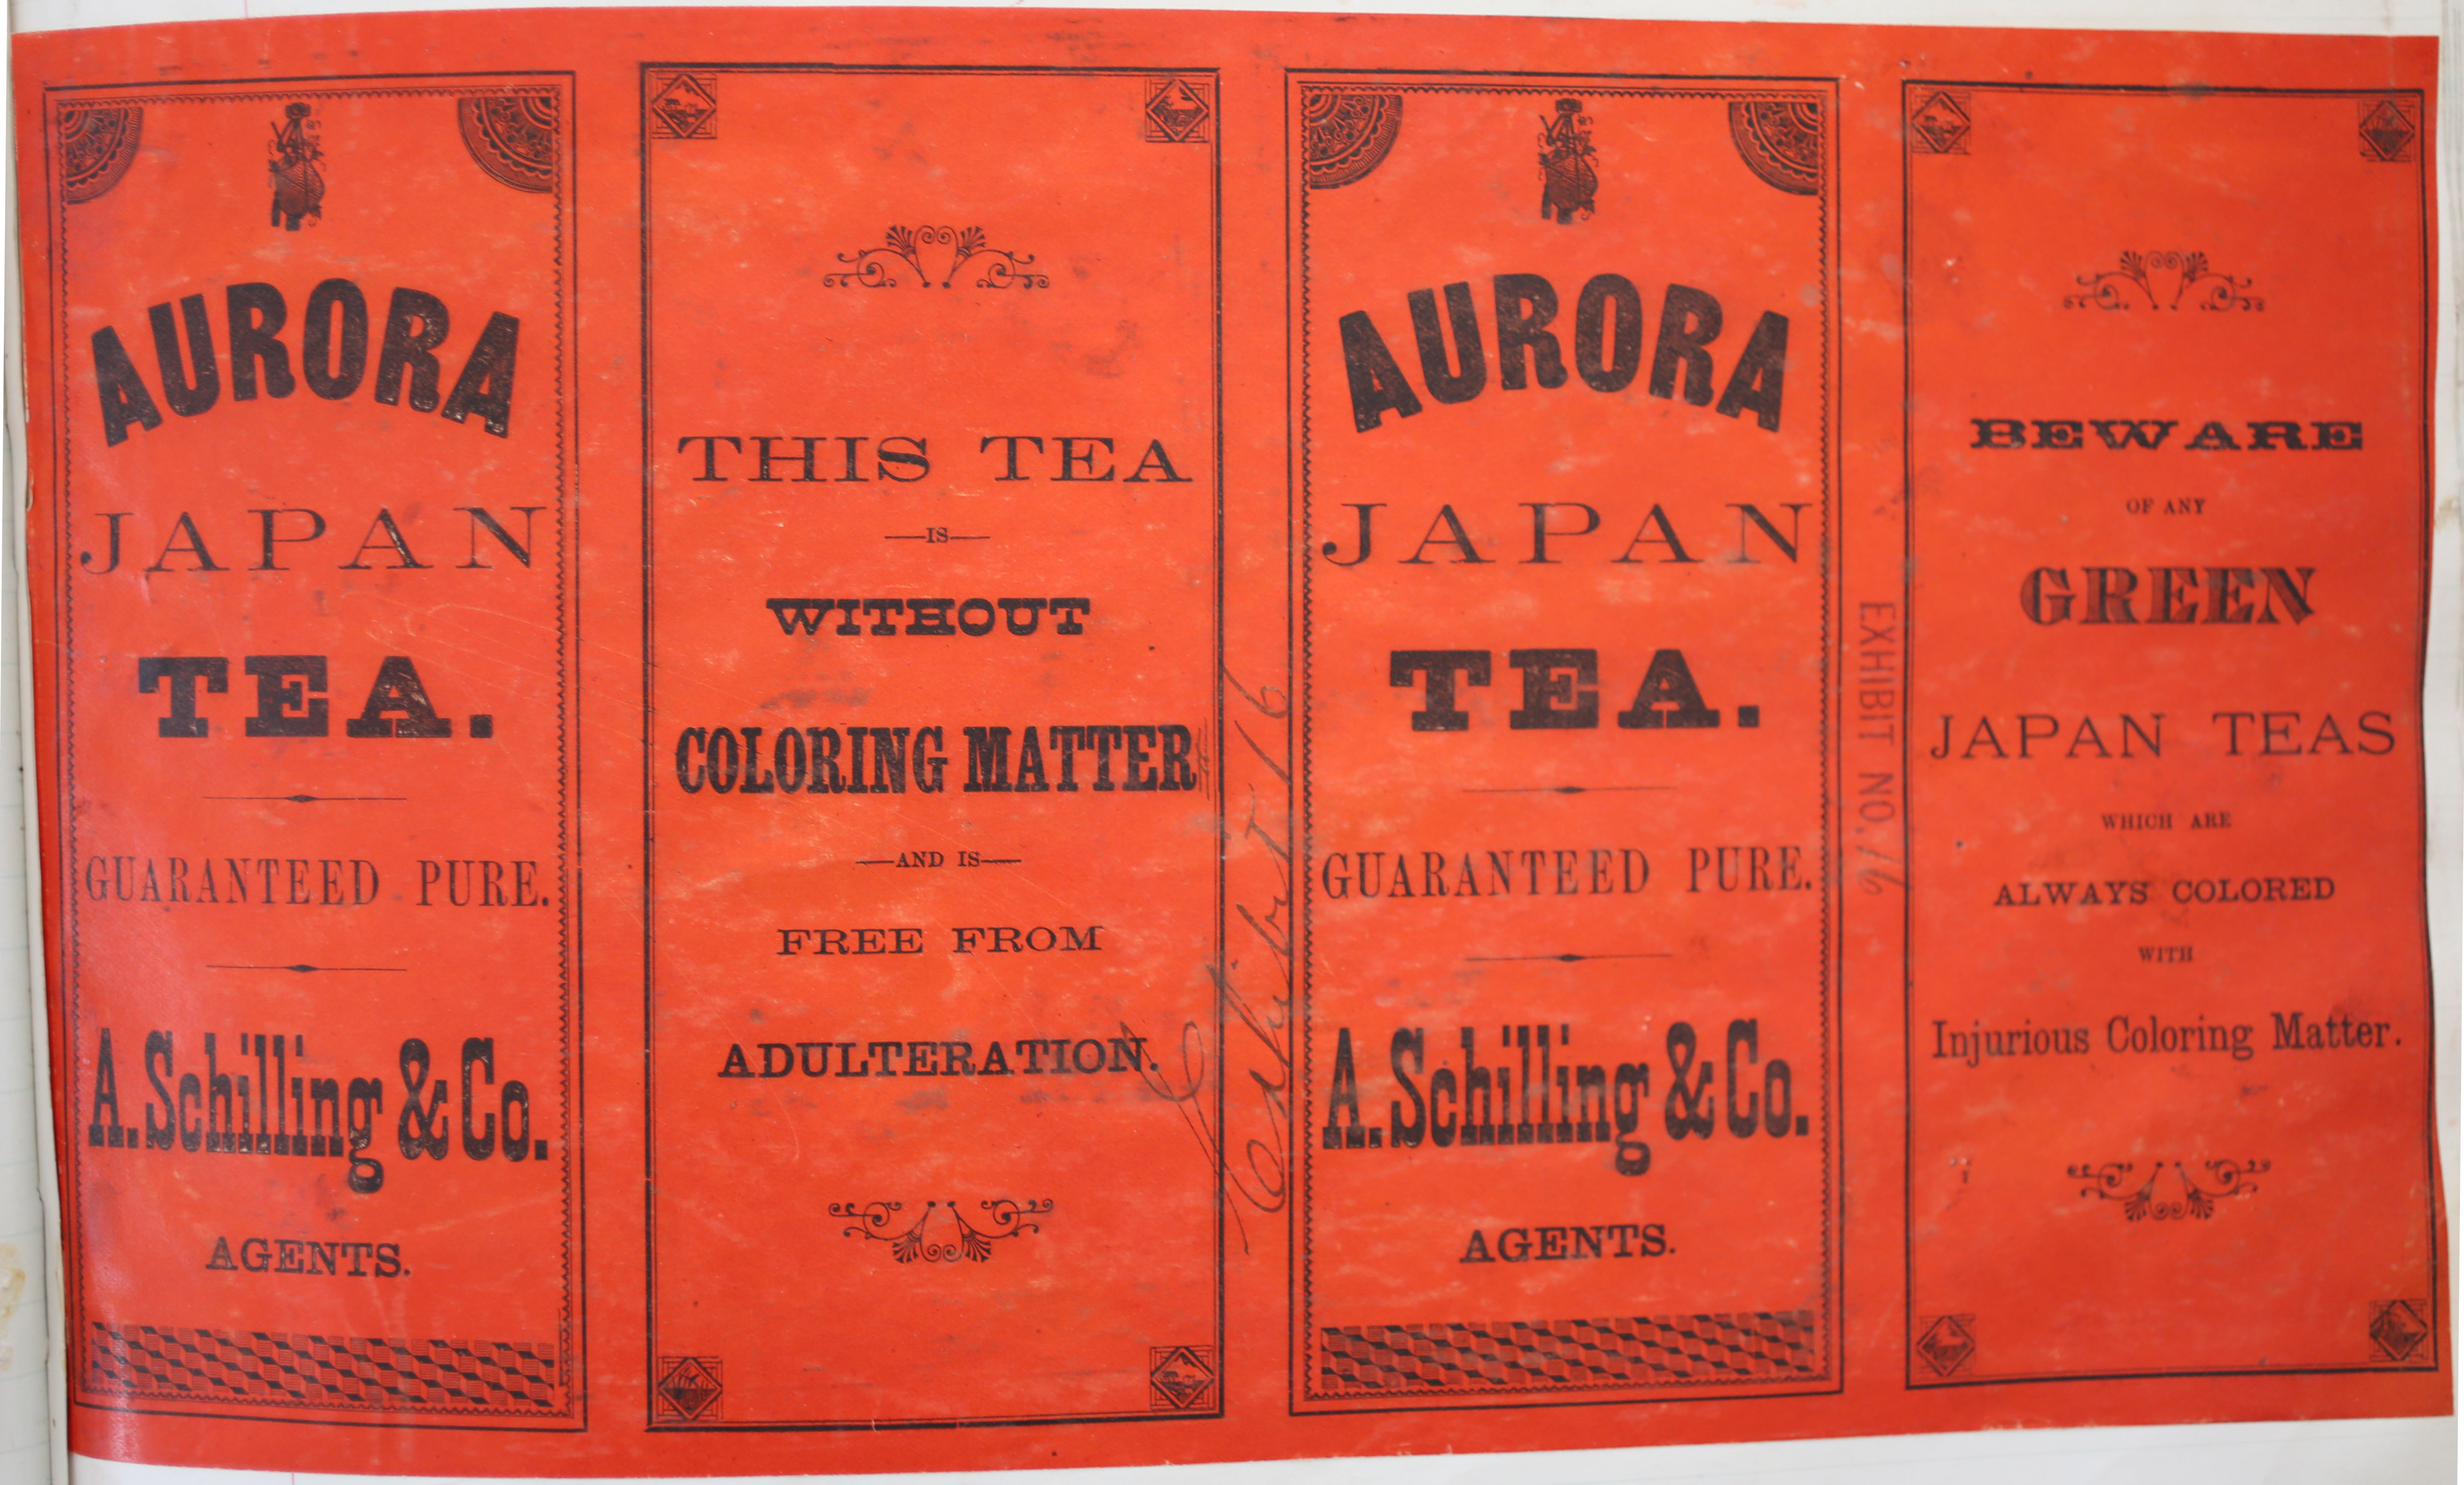 AURORA
JAPAN
TEA.
GUARANTEED PURE.
A. Schilling & Co.
AGENTS.
THIS TEA
—IS—
WITHOUT
COLORING MATTER
—AND IS—
FREE FROM
ADULTERATION.
Exhibit 16
AURORA
JAPAN
TEA.
GUARANTEED PURE.
A. Schilling & Co.
AGENTS.
EXHIBIT NO. 16
BEWARE
OF ANY
GREEN
JAPAN TEAS
WHICH ARE
ALWAYS COLORED
WITH
Injurious Coloring Matter.